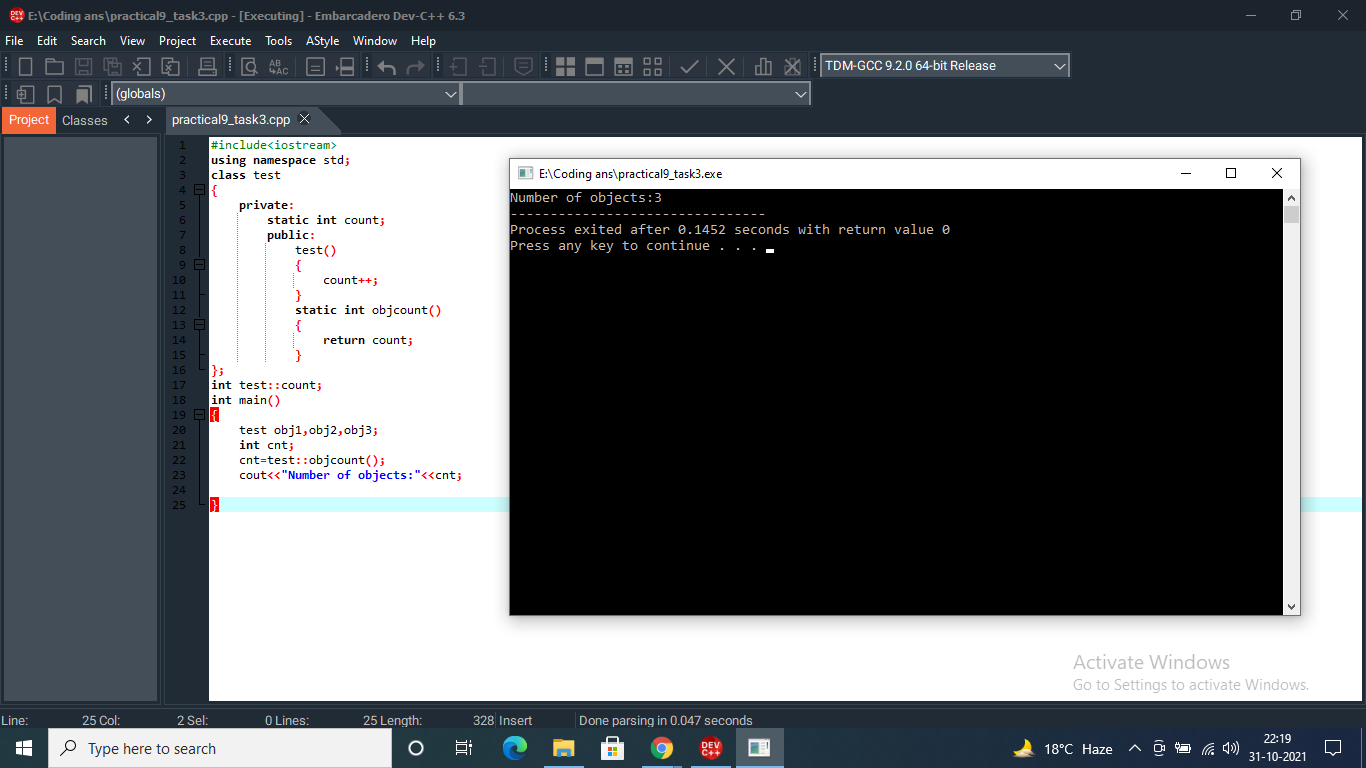 E:\Coding ans\practical9_task3.cpp - [Executing] - Embarcadero Dev-C++ 6.3
File Edit Search View Project Execute Tools AStyle Window Help
TDM-GCC 9.2.0 64-bit Release
(globals)
Project Classes practical9_task3.cpp
1 #include<iostream>
2 using namespace std;
3 class test
4 {
5 private:
6 static int count;
7 public:
8 test()
9 {
10 count++;
11 }
12 static int objcount()
13 {
14 return count;
15 }
16 };
17 int test::count;
18 int main()
19 {
20 test obj1,obj2,obj3;
21 int cnt;
22 cnt=test::objcount();
23 cout<<"Number of objects:"<<cnt;
24
25 }
E:\Coding ans\practical9_task3.exe
Number of objects:3
--------------------------------
Process exited after 0.1452 seconds with return value 0
Press any key to continue . . .
Activate Windows
Go to Settings to activate Windows.
Line: 25 Col: 2 Sel: 0 Lines: 25 Length: 328 Insert Done parsing in 0.047 seconds
Type here to search
DEV C++
18°C Haze
22:19
31-10-2021